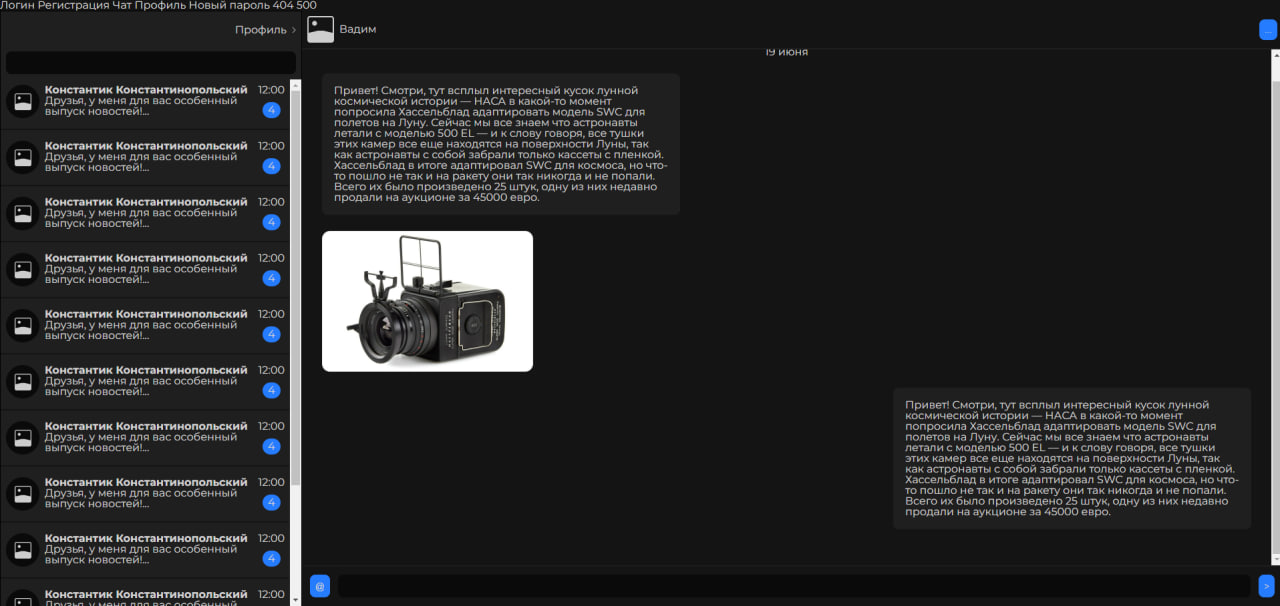 Логин Регистрация Чат Профиль Новый пароль 404 500
Профиль >
Константин Константинопольский 12:00
Друзья, у меня для вас особенный
выпуск новостей!...
4
Константин Константинопольский 12:00
Друзья, у меня для вас особенный
выпуск новостей!...
4
Константин Константинопольский 12:00
Друзья, у меня для вас особенный
выпуск новостей!...
4
Константин Константинопольский 12:00
Друзья, у меня для вас особенный
выпуск новостей!...
4
Константин Константинопольский 12:00
Друзья, у меня для вас особенный
выпуск новостей!...
4
Константин Константинопольский 12:00
Друзья, у меня для вас особенный
выпуск новостей!...
4
Константин Константинопольский 12:00
Друзья, у меня для вас особенный
выпуск новостей!...
4
Константин Константинопольский 12:00
Друзья, у меня для вас особенный
выпуск новостей!...
4
Константин Константинопольский 12:00
Друзья, у меня для вас особенный
выпуск новостей!...
4
Константин Константинопольский 12:00
Друзья, у меня для вас особенный
Вадим
...
19 июня
Привет! Смотри, тут всплыл интересный кусок лунной
космической истории — НАСА в какой-то момент
попросила Хассельблад адаптировать модель SWC для
полетов на Луну. Сейчас мы все знаем что астронавты
летали с моделью 500 EL — и к слову говоря, все тушки
этих камер все еще находятся на поверхности Луны, так
как астронавты с собой забрали только кассеты с пленкой.
Хассельблад в итоге адаптировал SWC для космоса, но что-
то пошло не так и на ракету они так никогда и не попали.
Всего их было произведено 25 штук, одну из них недавно
продали на аукционе за 45000 евро.
Привет! Смотри, тут всплыл интересный кусок лунной
космической истории — НАСА в какой-то момент
попросила Хассельблад адаптировать модель SWC для
полетов на Луну. Сейчас мы все знаем что астронавты
летали с моделью 500 EL — и к слову говоря, все тушки
этих камер все еще находятся на поверхности Луны, так
как астронавты с собой забрали только кассеты с пленкой.
Хассельблад в итоге адаптировал SWC для космоса, но что-
то пошло не так и на ракету они так никогда и не попали.
Всего их было произведено 25 штук, одну из них недавно
продали на аукционе за 45000 евро.
@
>